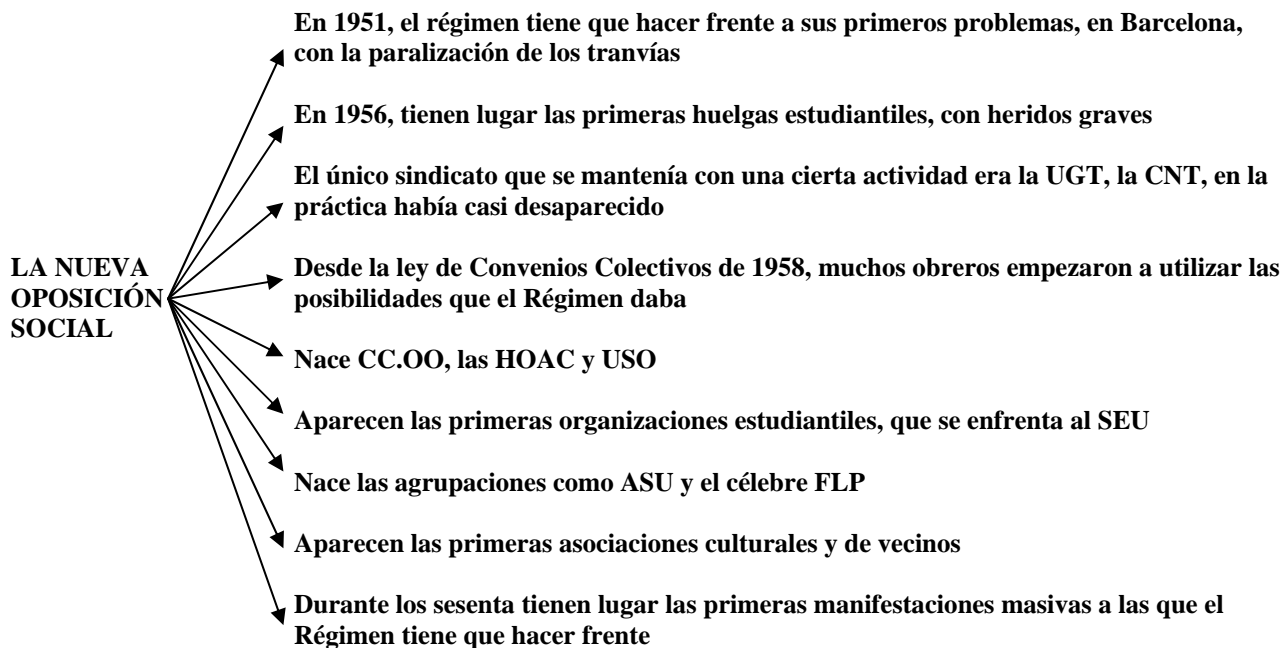 En 1951, el régimen tiene que hacer frente a sus primeros problemas, en Barcelona,
con la paralización de los tranvías
En 1956, tienen lugar las primeras huelgas estudiantiles, con heridos graves
El único sindicato que se mantenía con una cierta actividad era la UGT, la CNT, en la
práctica había casi desaparecido
LA NUEVA
OPOSICIÓN
SOCIAL
Desde la ley de Convenios Colectivos de 1958, muchos obreros empezaron a utilizar las
posibilidades que el Régimen daba
Nace CC.OO, las HOAC y USO
Aparecen las primeras organizaciones estudiantiles, que se enfrenta al SEU
Nace las agrupaciones como ASU y el célebre FLP
Aparecen las primeras asociaciones culturales y de vecinos
Durante los sesenta tienen lugar las primeras manifestaciones masivas a las que el
Régimen tiene que hacer frente